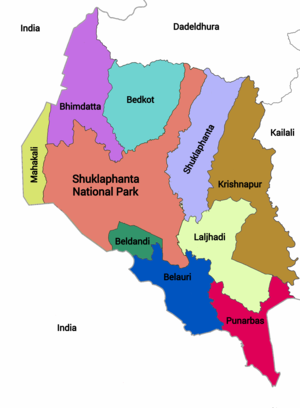 India
Dadeldhura
Bhimdatta
Bedkot
Kailali
Mahakali
Shuklaphanta
Shuklaphanta
National Park
Krishnapur
Beldandi
Laljhadi
Belauri
Punarbas
India